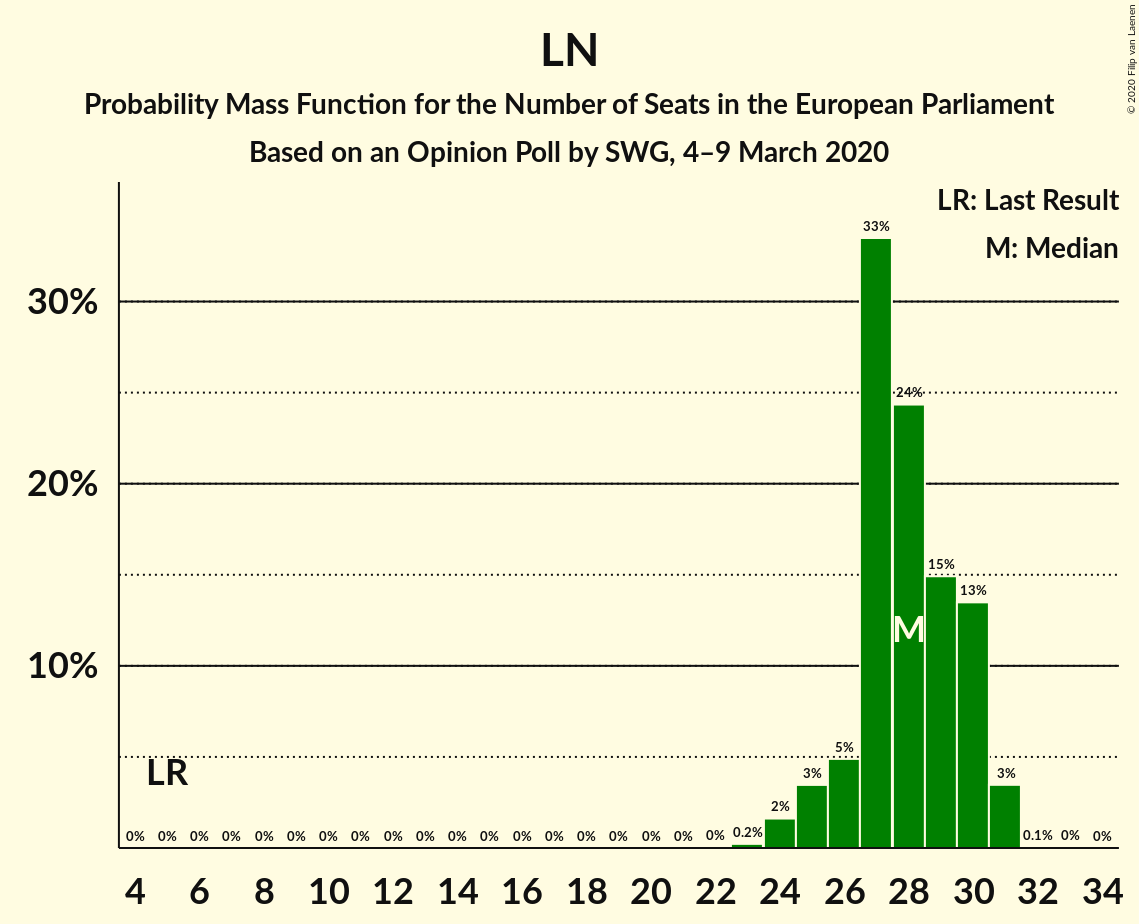 LN
Probability Mass Function for the Number of Seats in the European Parliament
Based on an Opinion Poll by SWG, 4–9 March 2020
© 2020 Filip van Laenen
LR: Last Result
M: Median
33%
30%
24%
20%
15%
13%
M
10%
5%
LR
3%
3%
2%
0% 0% 0% 0% 0% 0% 0% 0% 0% 0% 0% 0% 0% 0% 0% 0% 0% 0% 0% 0.2% 0.1% 0% 0%
4 6 8 10 12 14 16 18 20 22 24 26 28 30 32 34